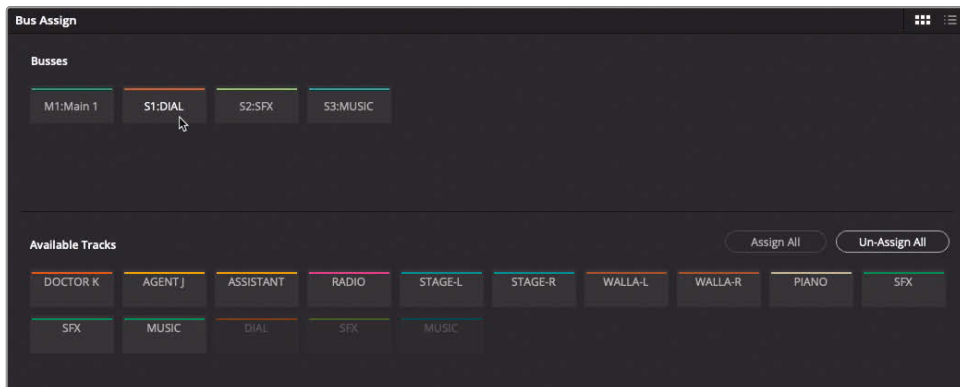 Bus Assign
Busses
M1:Main 1 S1:DIAL S2:SFX S3:MUSIC
Available Tracks Assign All Un-Assign All
DOCTOR K AGENT J ASSISTANT RADIO STAGE-L STAGE-R WALLA-L WALLA-R PIANO SFX
SFX MUSIC DIAL SFX MUSIC